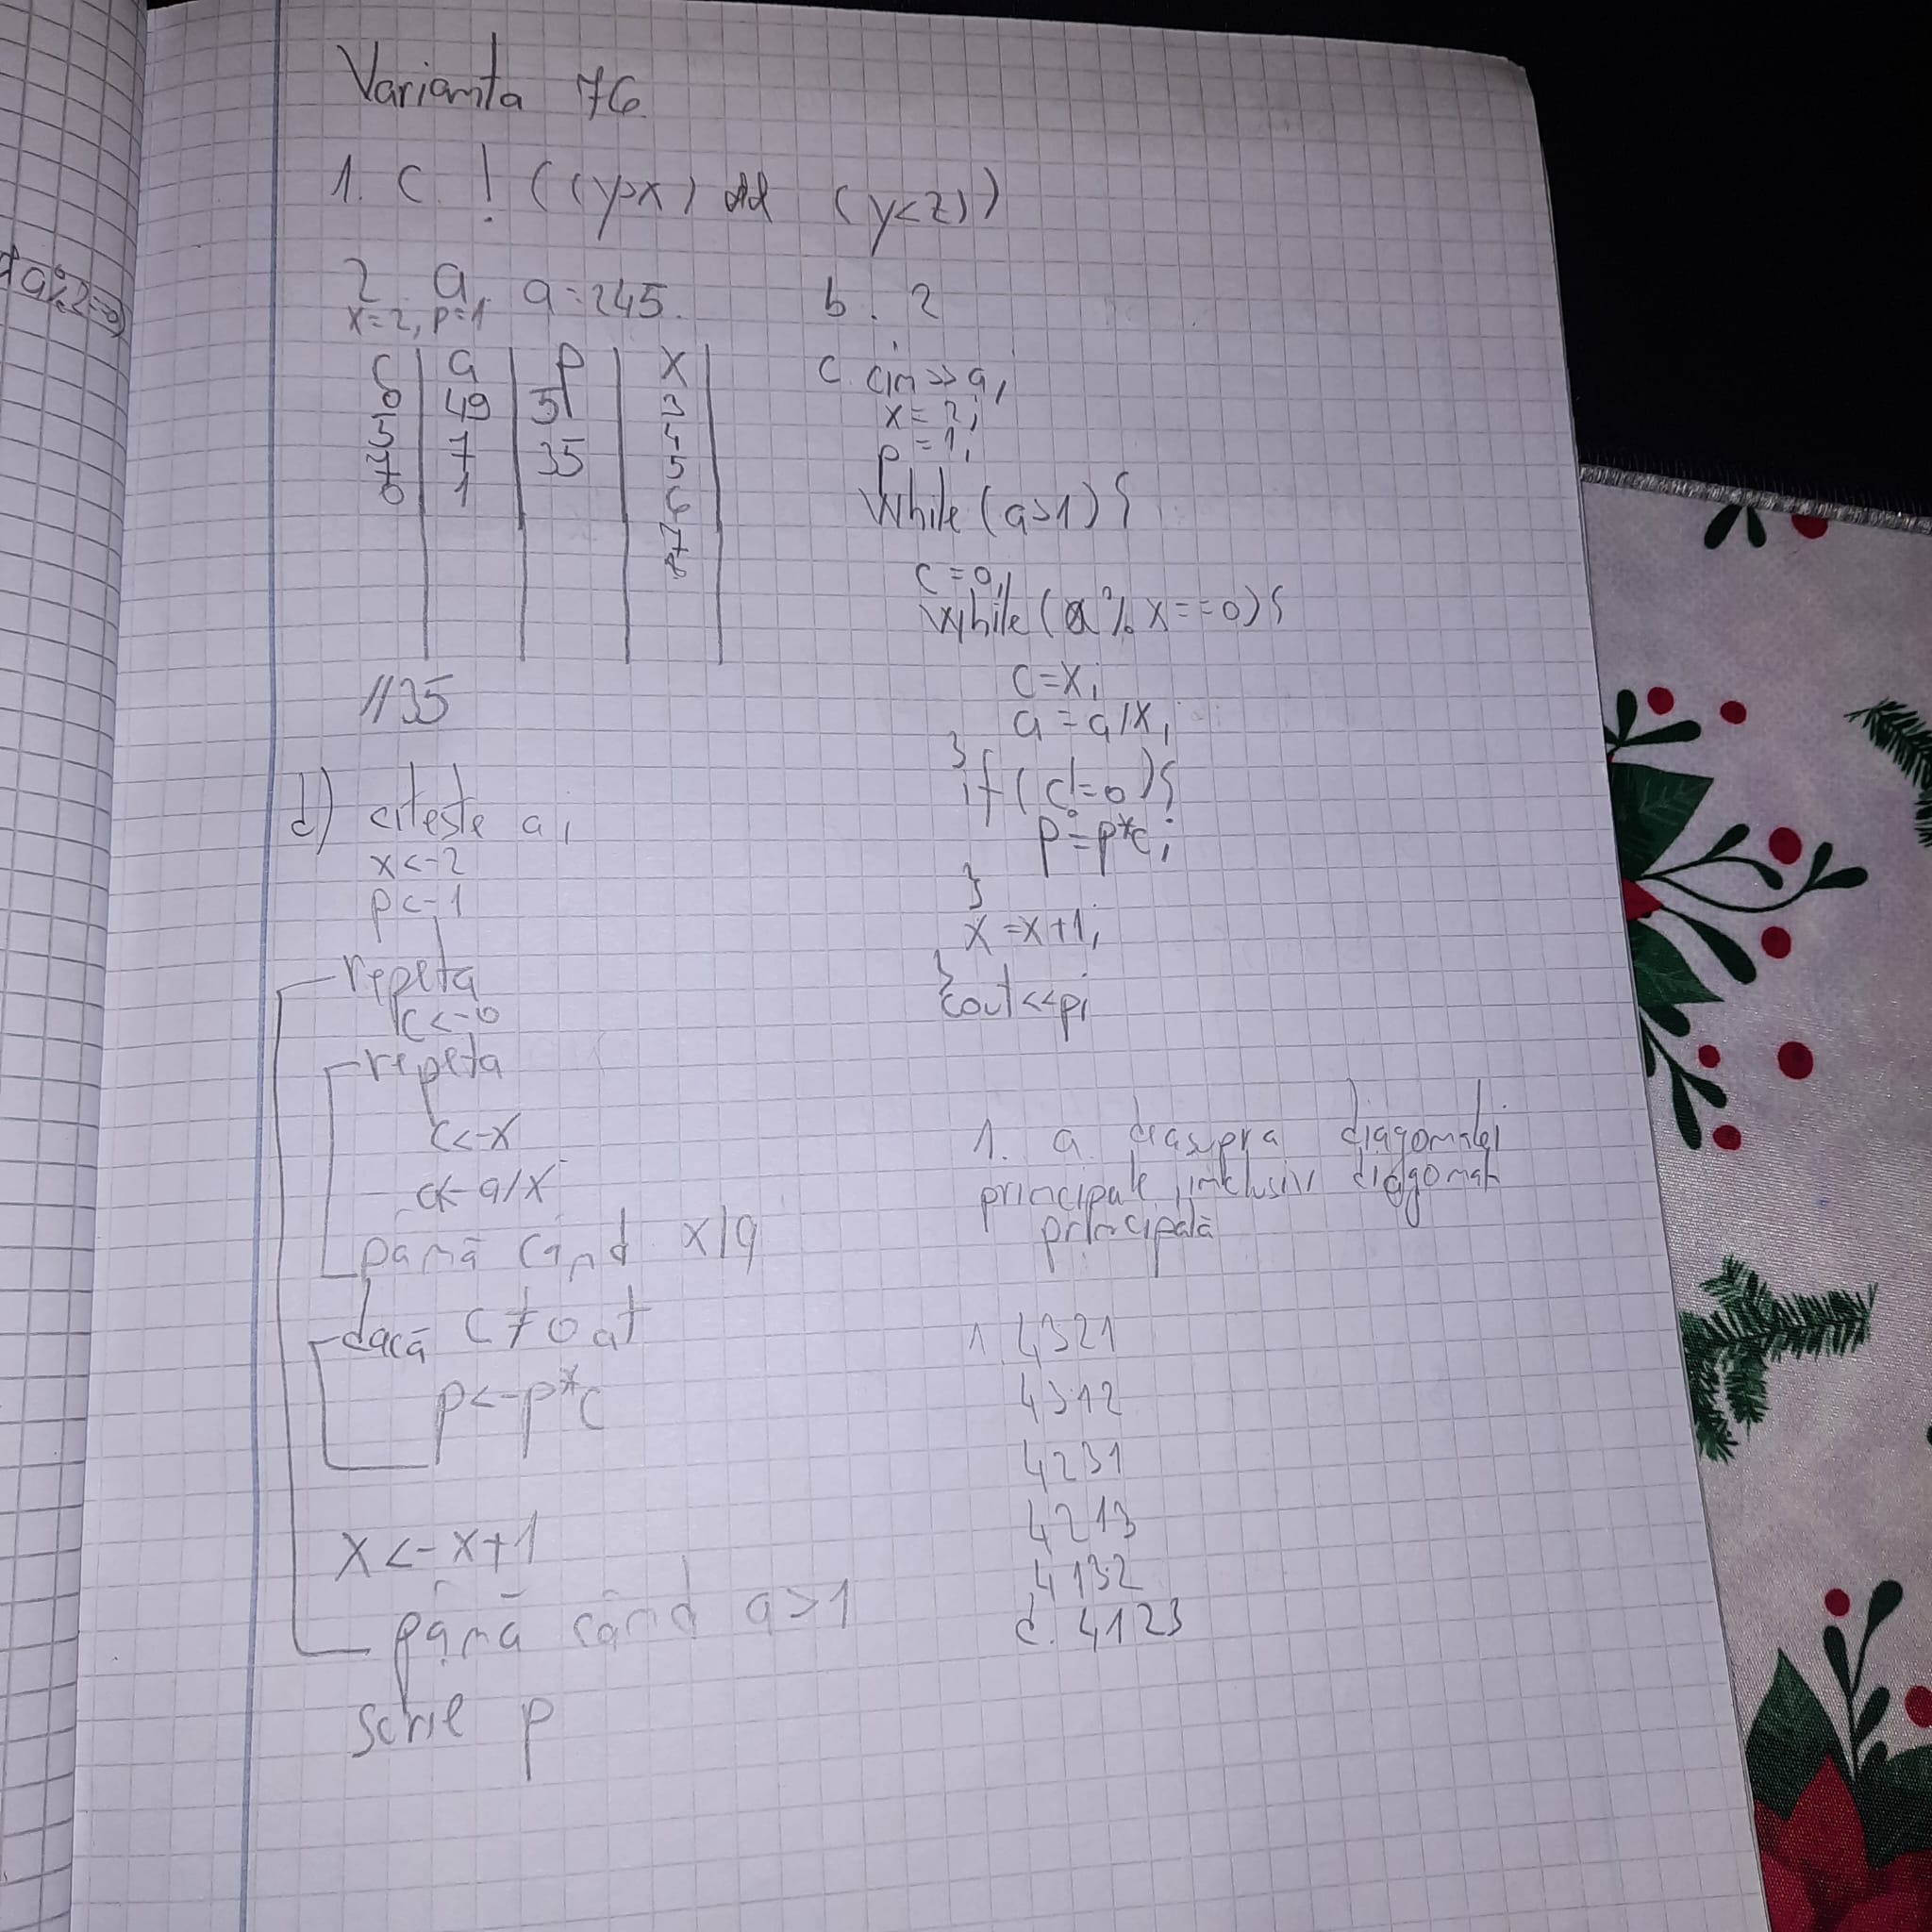 Varianta 76
1. C. ! ((y>x) && (y<z))
2. a. a=245.
x=2, p=1
c a p x
0 49 5 3
5 7 35 4
7 1 5
0 6
7
8
//35
b. 2
c. cin>>a;
x=2;
p=1;
While (a>1) {
c=0;
While (a%x==0){
c=x;
a=a/x;
}
if (c!=0){
p=p*c;
}
x=x+1;
}
cout<<p;
d) citeste a,
x<-2
p<-1
repeta
c<-0
repeta
c<-x
a<-a/x
pană când x|a
dacă c≠0 at
p<-p*c
x<-x+1
până când a>1
scrie p
1. a. deasupra diagonalei
principale, inclusiv diagonala
principală
1. 4321
4312
4231
4213
4132
d. 4123